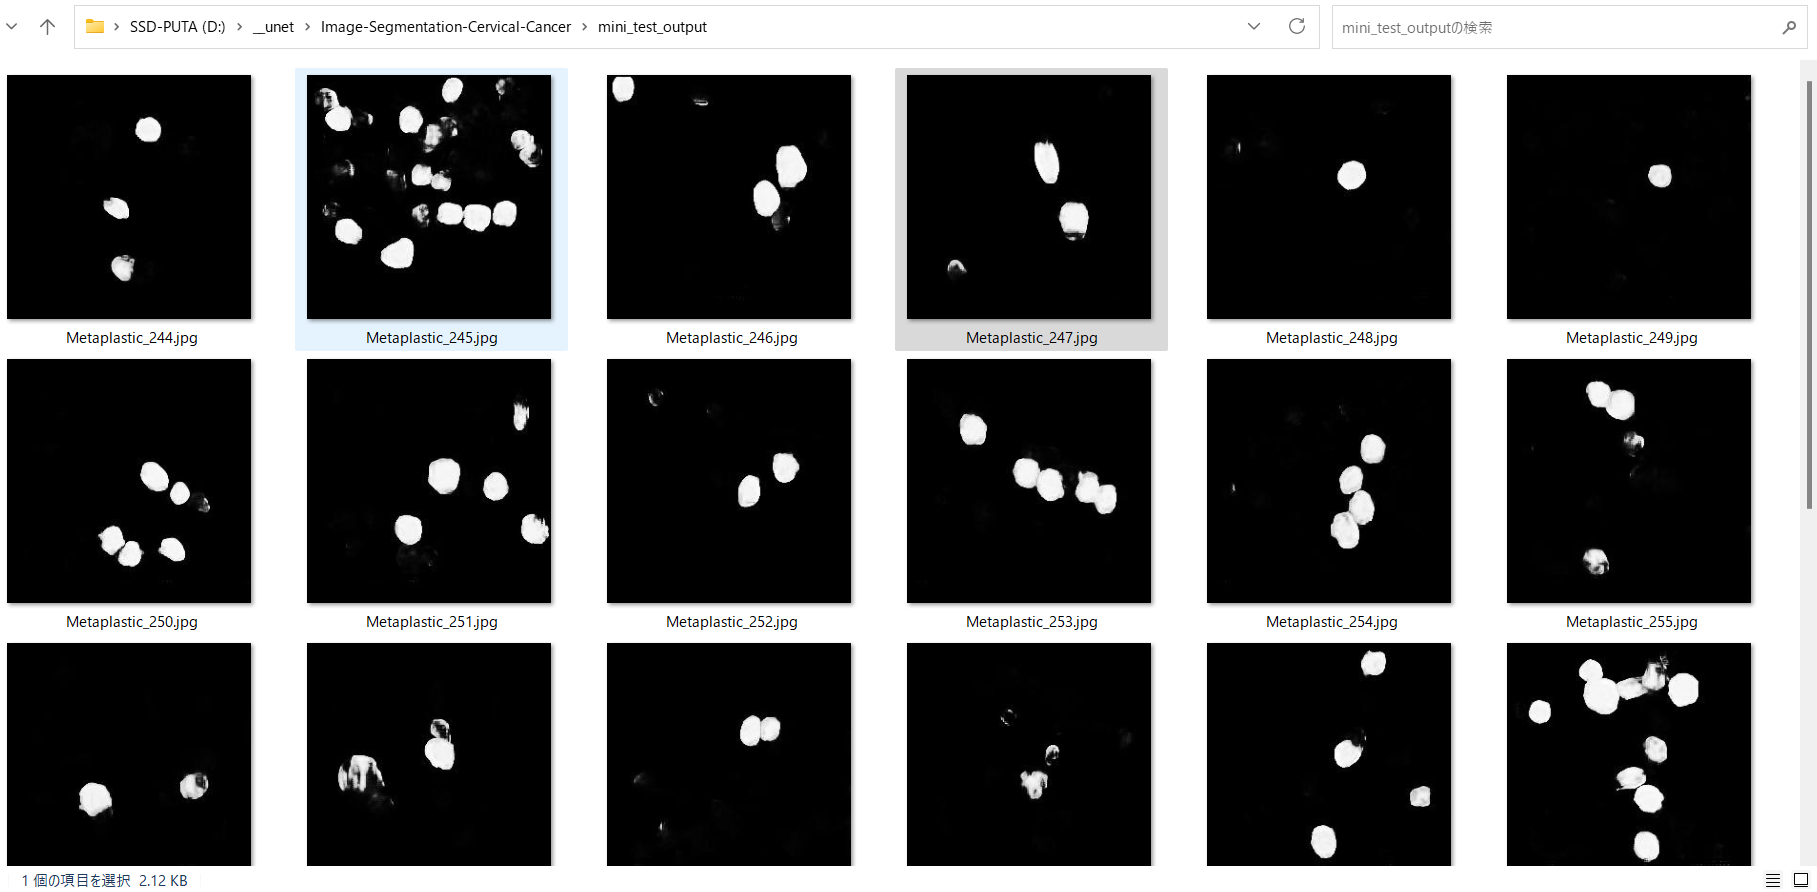 SSD-PUTA (D:) > __unet > Image-Segmentation-Cervical-Cancer > mini_test_output
mini_test_outputの検索
Metaplastic_244.jpg
Metaplastic_245.jpg
Metaplastic_246.jpg
Metaplastic_247.jpg
Metaplastic_248.jpg
Metaplastic_249.jpg
Metaplastic_250.jpg
Metaplastic_251.jpg
Metaplastic_252.jpg
Metaplastic_253.jpg
Metaplastic_254.jpg
Metaplastic_255.jpg
1 個の項目を選択 2.12 KB